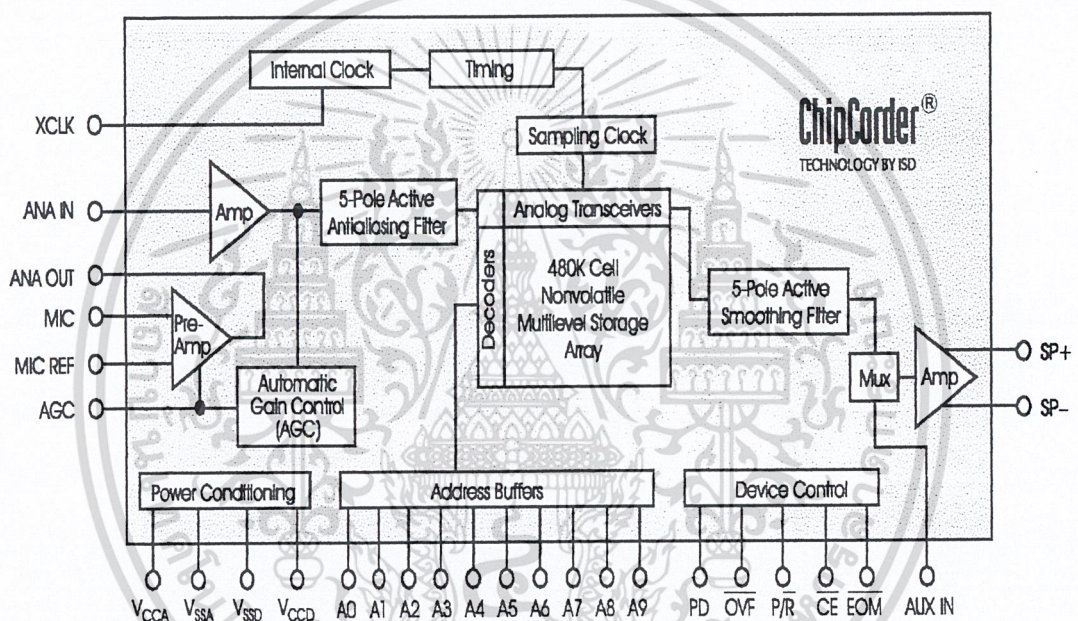 Internal Clock
Timing
ChipCorder®
TECHNOLOGY BY ISD
XCLK
Sampling Clock
ANA IN
Amp
5-Pole Active
Antialiasing Filter
Analog Transceivers
Decoders
480K Cell
Nonvolatile
Multilevel Storage
Array
ANA OUT
MIC
Pre-
Amp
MIC REF
AGC
Automatic
Gain Control
(AGC)
5-Pole Active
Smoothing Filter
Mux
Amp
SP+
SP–
Power Conditioning
Address Buffers
Device Control
VCCA VSSA VSSD VCCD A0 A1 A2 A3 A4 A5 A6 A7 A8 A9 PD OVF P/R CE EOM AUX IN